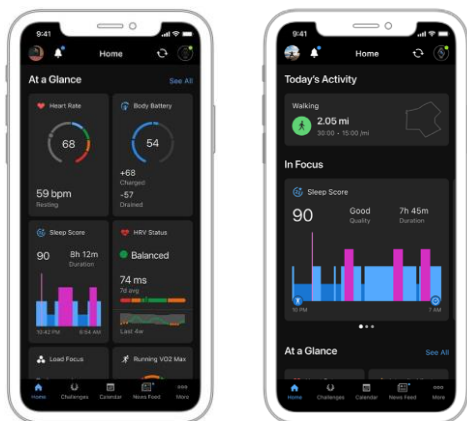 9:41
Home
At a Glance
See All
Heart Rate
68
59 bpm
Resting
Body Battery
54
+68
Charged
-57
Drained
Sleep Score
90
8h 12m
Duration
10:42 PM
6:54 AM
HRV Status
Balanced
74 ms
7d avg
Last 4w
Load Focus
Running VO2 Max
Home
Challenges
Calendar
News Feed
More
9:41
Home
Today's Activity
Walking
2.05 mi
30:00 • 15:00 /mi
In Focus
Sleep Score
90
Good
Quality
7h 45m
Duration
10 PM
7 AM
At a Glance
See All
Home
Challenges
Calendar
News Feed
More